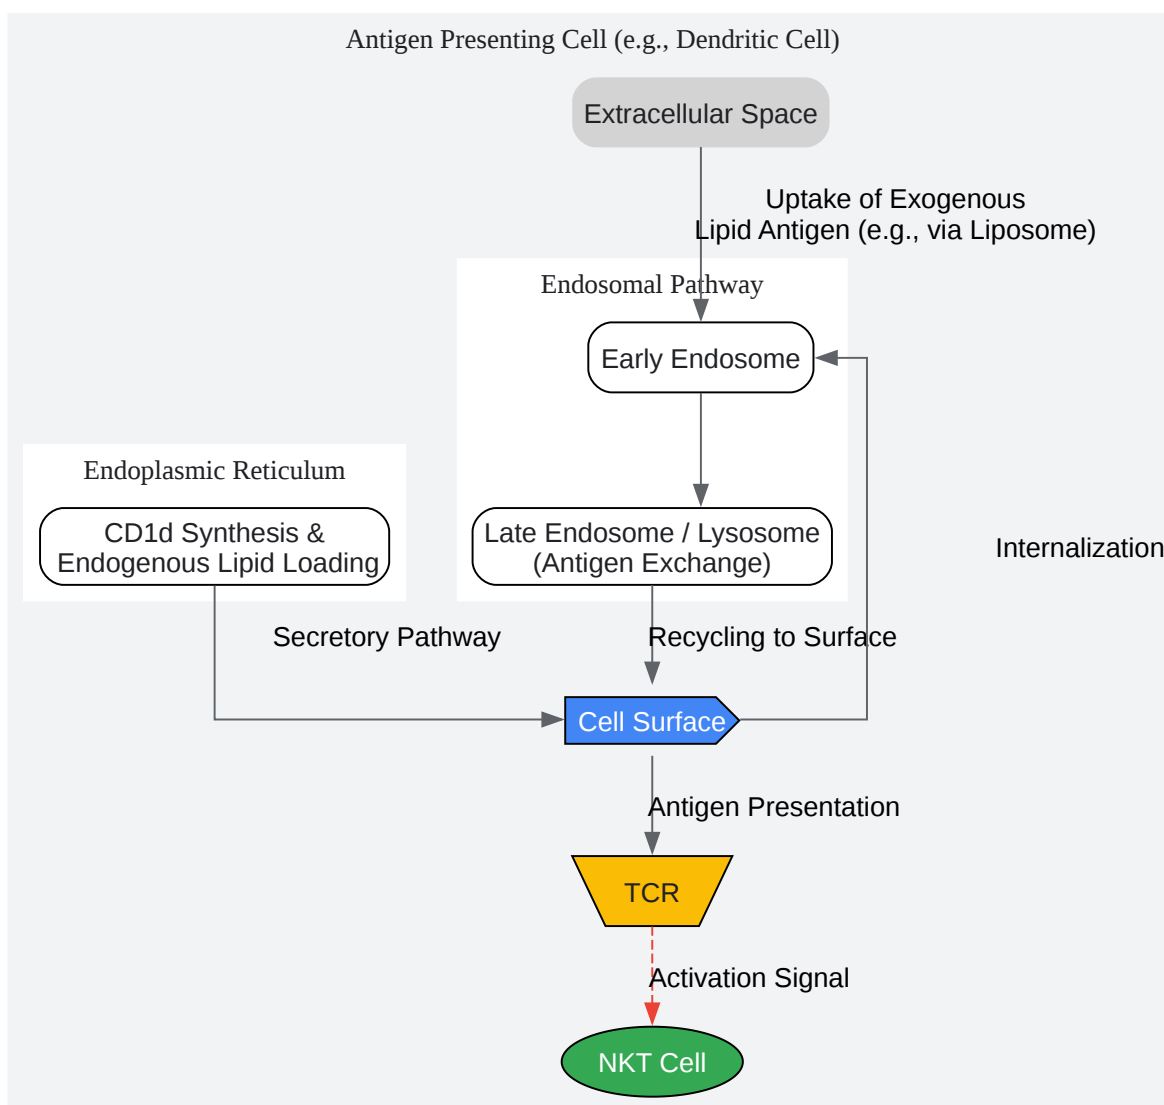 Antigen Presenting Cell (e.g., Dendritic Cell)
Extracellular Space
Uptake of Exogenous
Lipid Antigen (e.g., via Liposome)
Endosomal Pathway
Early Endosome
Endoplasmic Reticulum
CD1d Synthesis &
Endogenous Lipid Loading
Late Endosome / Lysosome
(Antigen Exchange)
Internalization
Secretory Pathway
Recycling to Surface
Cell Surface
Antigen Presentation
TCR
Activation Signal
NKT Cell